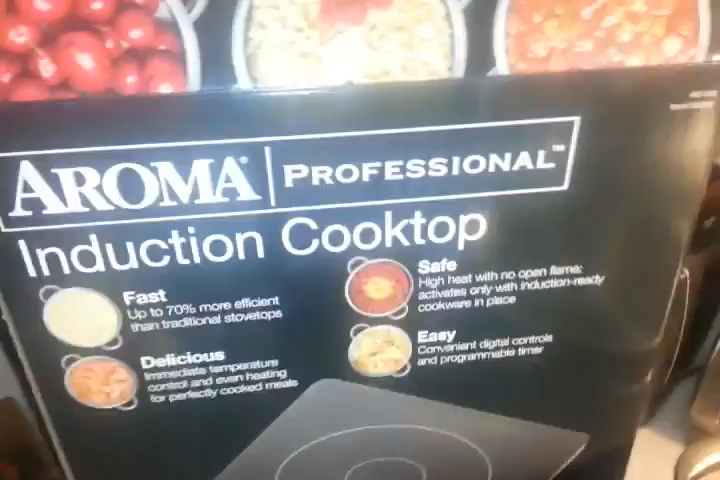 AROMA® PROFESSIONAL™
Induction Cooktop
Fast
Up to 70% more efficient
than traditional stovetops
Safe
High heat with no open flame:
activates only with induction-ready
cookware in place
Delicious
Immediate temperature
control and even heating
for perfectly cooked meals
Easy
Convenient digital controls
and programmable timer